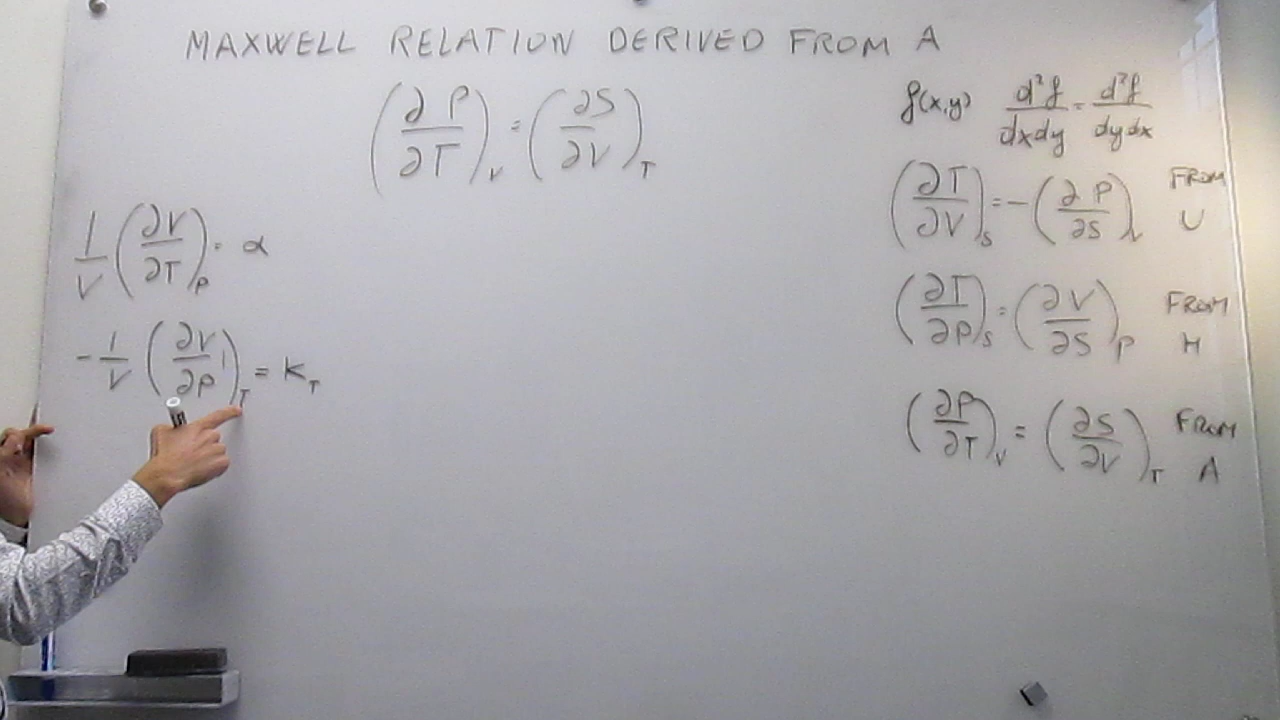 MAXWELL RELATION DERIVED FROM A
(∂P/∂T)_V = (∂S/∂V)_T
1/V (∂V/∂T)_P = α
-1/V (∂V/∂P)_T = K_T
f(x,y) d²f/dxdy = d²f/dydx
(∂T/∂V)_S = -(∂P/∂S)_V FROM U
(∂T/∂P)_S = (∂V/∂S)_P FROM H
(∂P/∂T)_V = (∂S/∂V)_T FROM A